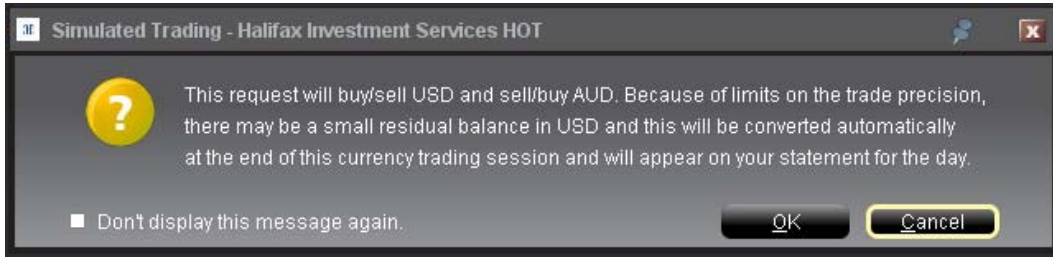 Simulated Trading - Halifax Investment Services HOT
This request will buy/sell USD and sell/buy AUD. Because of limits on the trade precision,
there may be a small residual balance in USD and this will be converted automatically
at the end of this currency trading session and will appear on your statement for the day.
Don't display this message again.
OK
Cancel